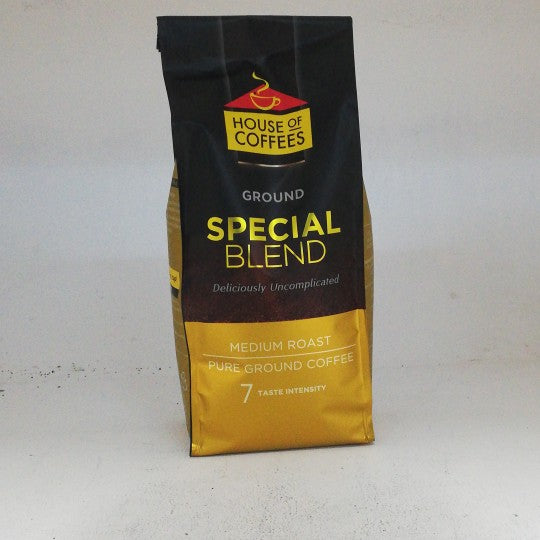 HOUSE OF
COFFEES
GROUND
SPECIAL
BLEND
Deliciously Uncomplicated
MEDIUM ROAST
PURE GROUND COFFEE
7 TASTE INTENSITY